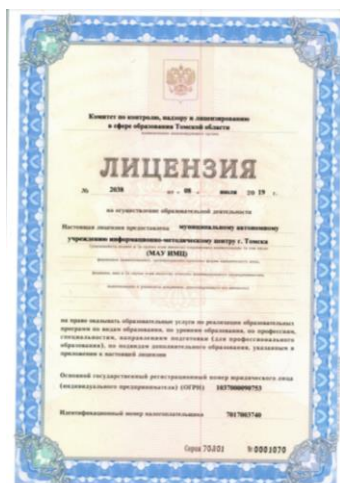 Комитет по контролю, надзору и лицензированию
в сфере образования Томской области
ЛИЦЕНЗИЯ
№ 2038 от « 08 » июля 20 19 г.
на осуществление образовательной деятельности
Настоящая лицензия предоставлена муниципальному автономному
учреждению информационно-методическому центру г. Томска
(МАУ ИМЦ)
на право оказывать образовательные услуги по реализации образовательных
программ по видам образования, по уровням образования, по профессиям,
специальностям, направлениям подготовки (для профессионального
образования), по подвидам дополнительного образования, указанным в
приложении к настоящей лицензии
Основной государственный регистрационный номер юридического лица
(индивидуального предпринимателя) (ОГРН) 1037000090753
Идентификационный номер налогоплательщика 7017003740
Серия 70Л01 № 0001070